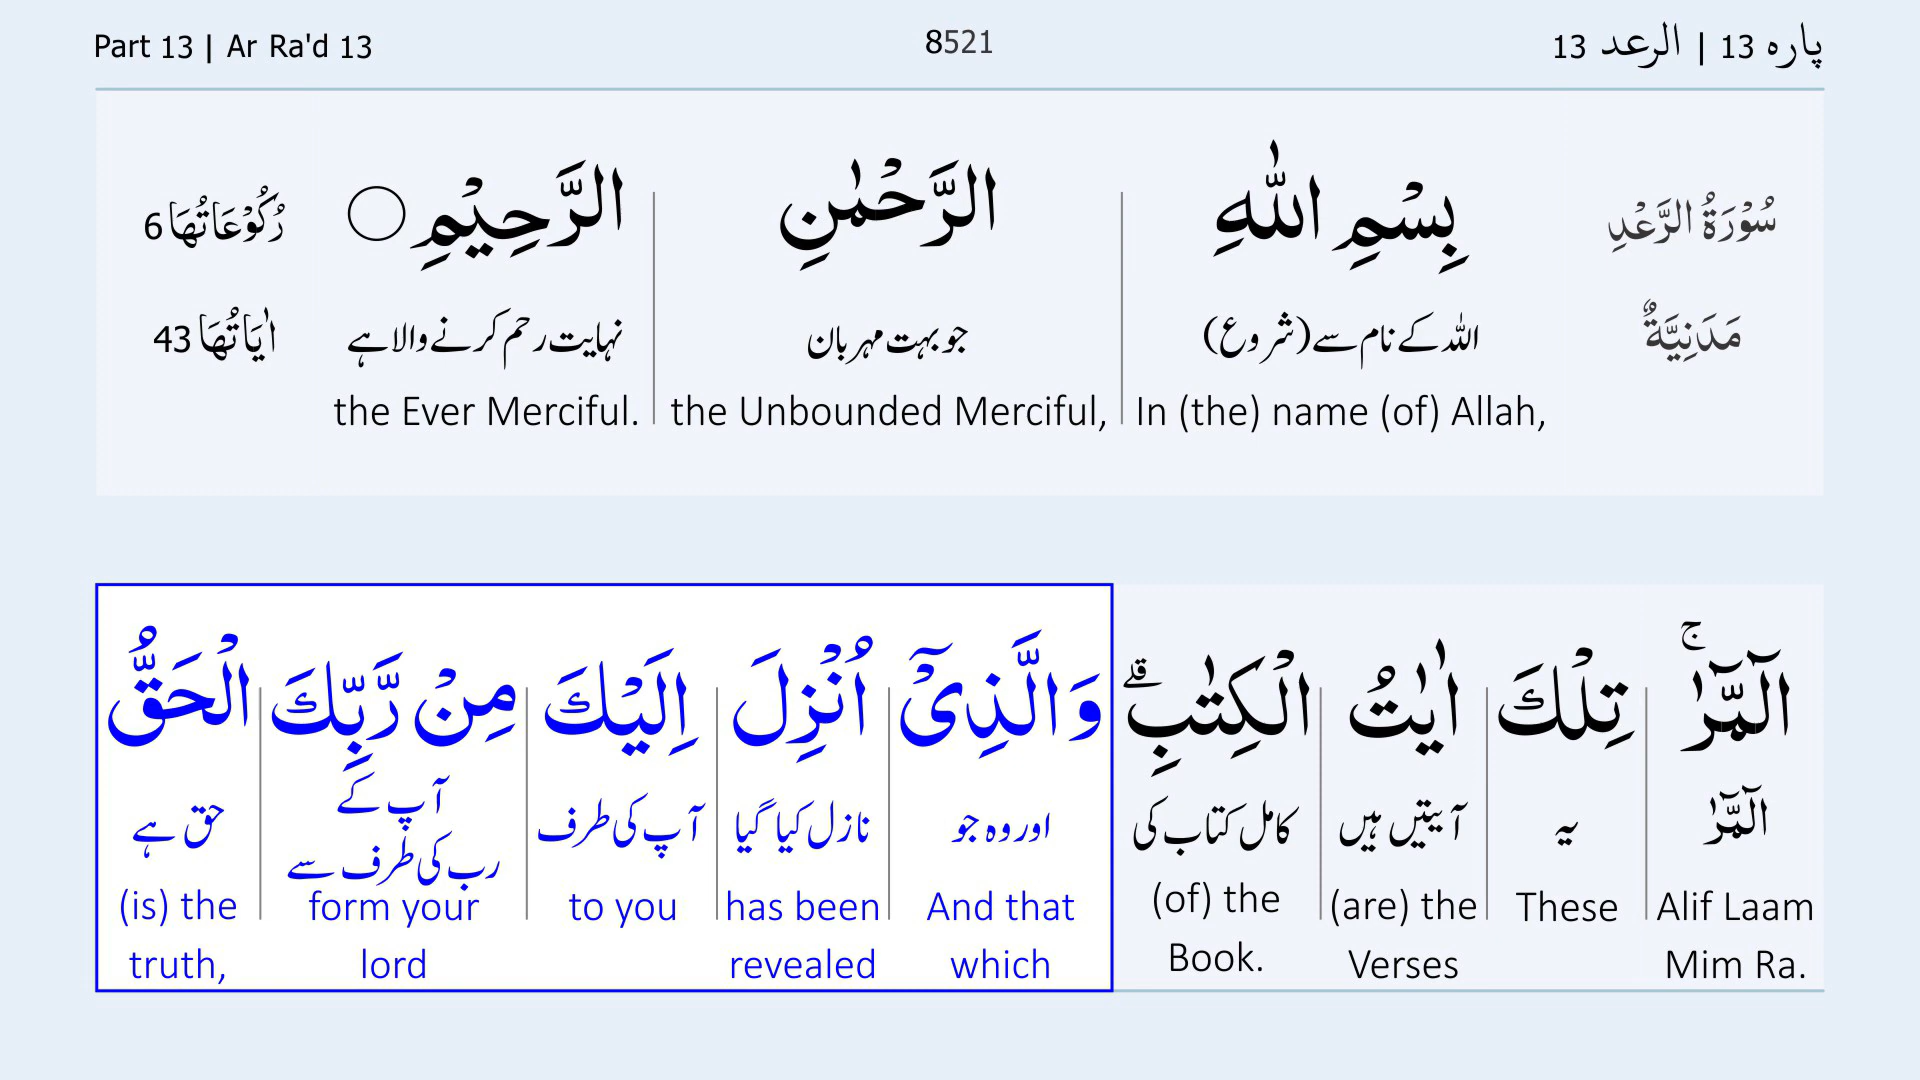 Part 13 | Ar Ra'd 13
8521
پارہ 13 | الرعد 13
سُوْرَةُ الرَّعْدِ
بِسْمِ اللّٰهِ
الرَّحْمٰنِ
الرَّحِيْمِ ○
رُكُوْعَاتُهَا 6
مَدَنِيَّةٌ
اللہ کے نام سے (شروع)
جو بہت مہربان
نہایت رحم کرنے والا ہے
اٰيَاتُهَا 43
In (the) name (of) Allah,
the Unbounded Merciful,
the Ever Merciful.
الٓمّٓرٰ ۚ
تِلْكَ
اٰيٰتُ
الْكِتٰبِ ؕ
وَ الَّذِىْۤ
اُنْزِلَ
اِلَيْكَ
مِنْ رَّبِّكَ
الْحَقُّ
الٓمّٓرٰ
یہ
آیتیں ہیں
کامل کتاب کی
اور وہ جو
نازل کیا گیا
آپ کی طرف
آپ کے
رب کی طرف سے
حق ہے
Alif Laam
Mim Ra.
These
(are) the
Verses
(of) the
Book.
And that
which
has been
revealed
to you
form your
lord
(is) the
truth,